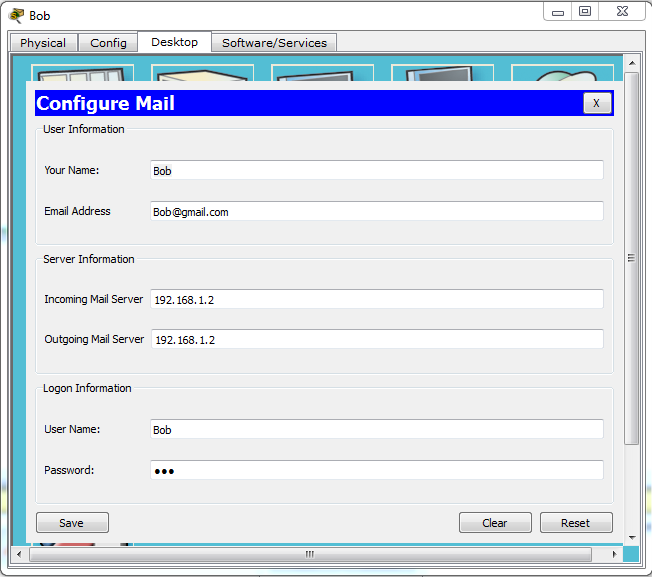 Bob
Physical Config Desktop Software/Services
Configure Mail X
User Information
Your Name: Bob
Email Address Bob@gmail.com
Server Information
Incoming Mail Server 192.168.1.2
Outgoing Mail Server 192.168.1.2
Logon Information
User Name: Bob
Password: •••
Save Clear Reset